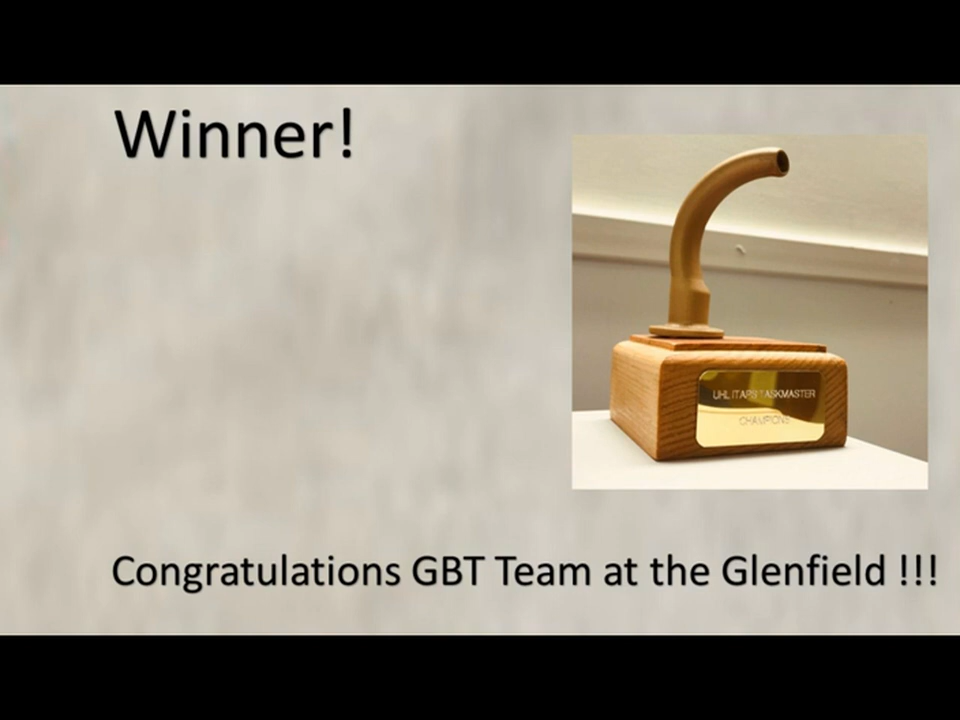 Winner!
UHL ITAPS TASKMASTER
CHAMPIONS
Congratulations GBT Team at the Glenfield !!!